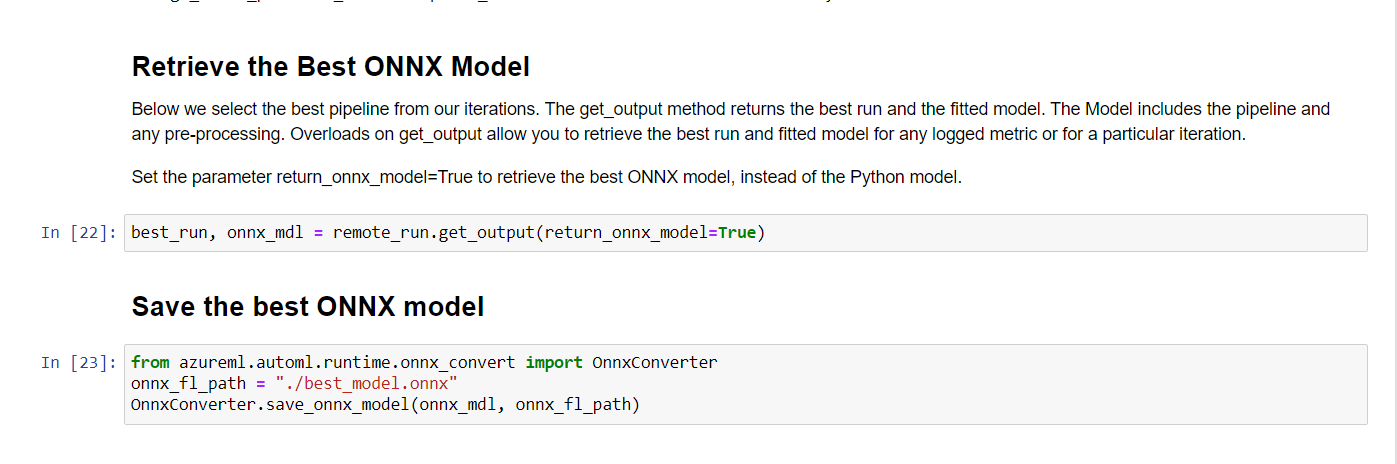 Retrieve the Best ONNX Model
Below we select the best pipeline from our iterations. The get_output method returns the best run and the fitted model. The Model includes the pipeline and
any pre-processing. Overloads on get_output allow you to retrieve the best run and fitted model for any logged metric or for a particular iteration.
Set the parameter return_onnx_model=True to retrieve the best ONNX model, instead of the Python model.
In [22]: best_run, onnx_mdl = remote_run.get_output(return_onnx_model=True)
Save the best ONNX model
In [23]: from azureml.automl.runtime.onnx_convert import OnnxConverter
onnx_fl_path = "./best_model.onnx"
OnnxConverter.save_onnx_model(onnx_mdl, onnx_fl_path)